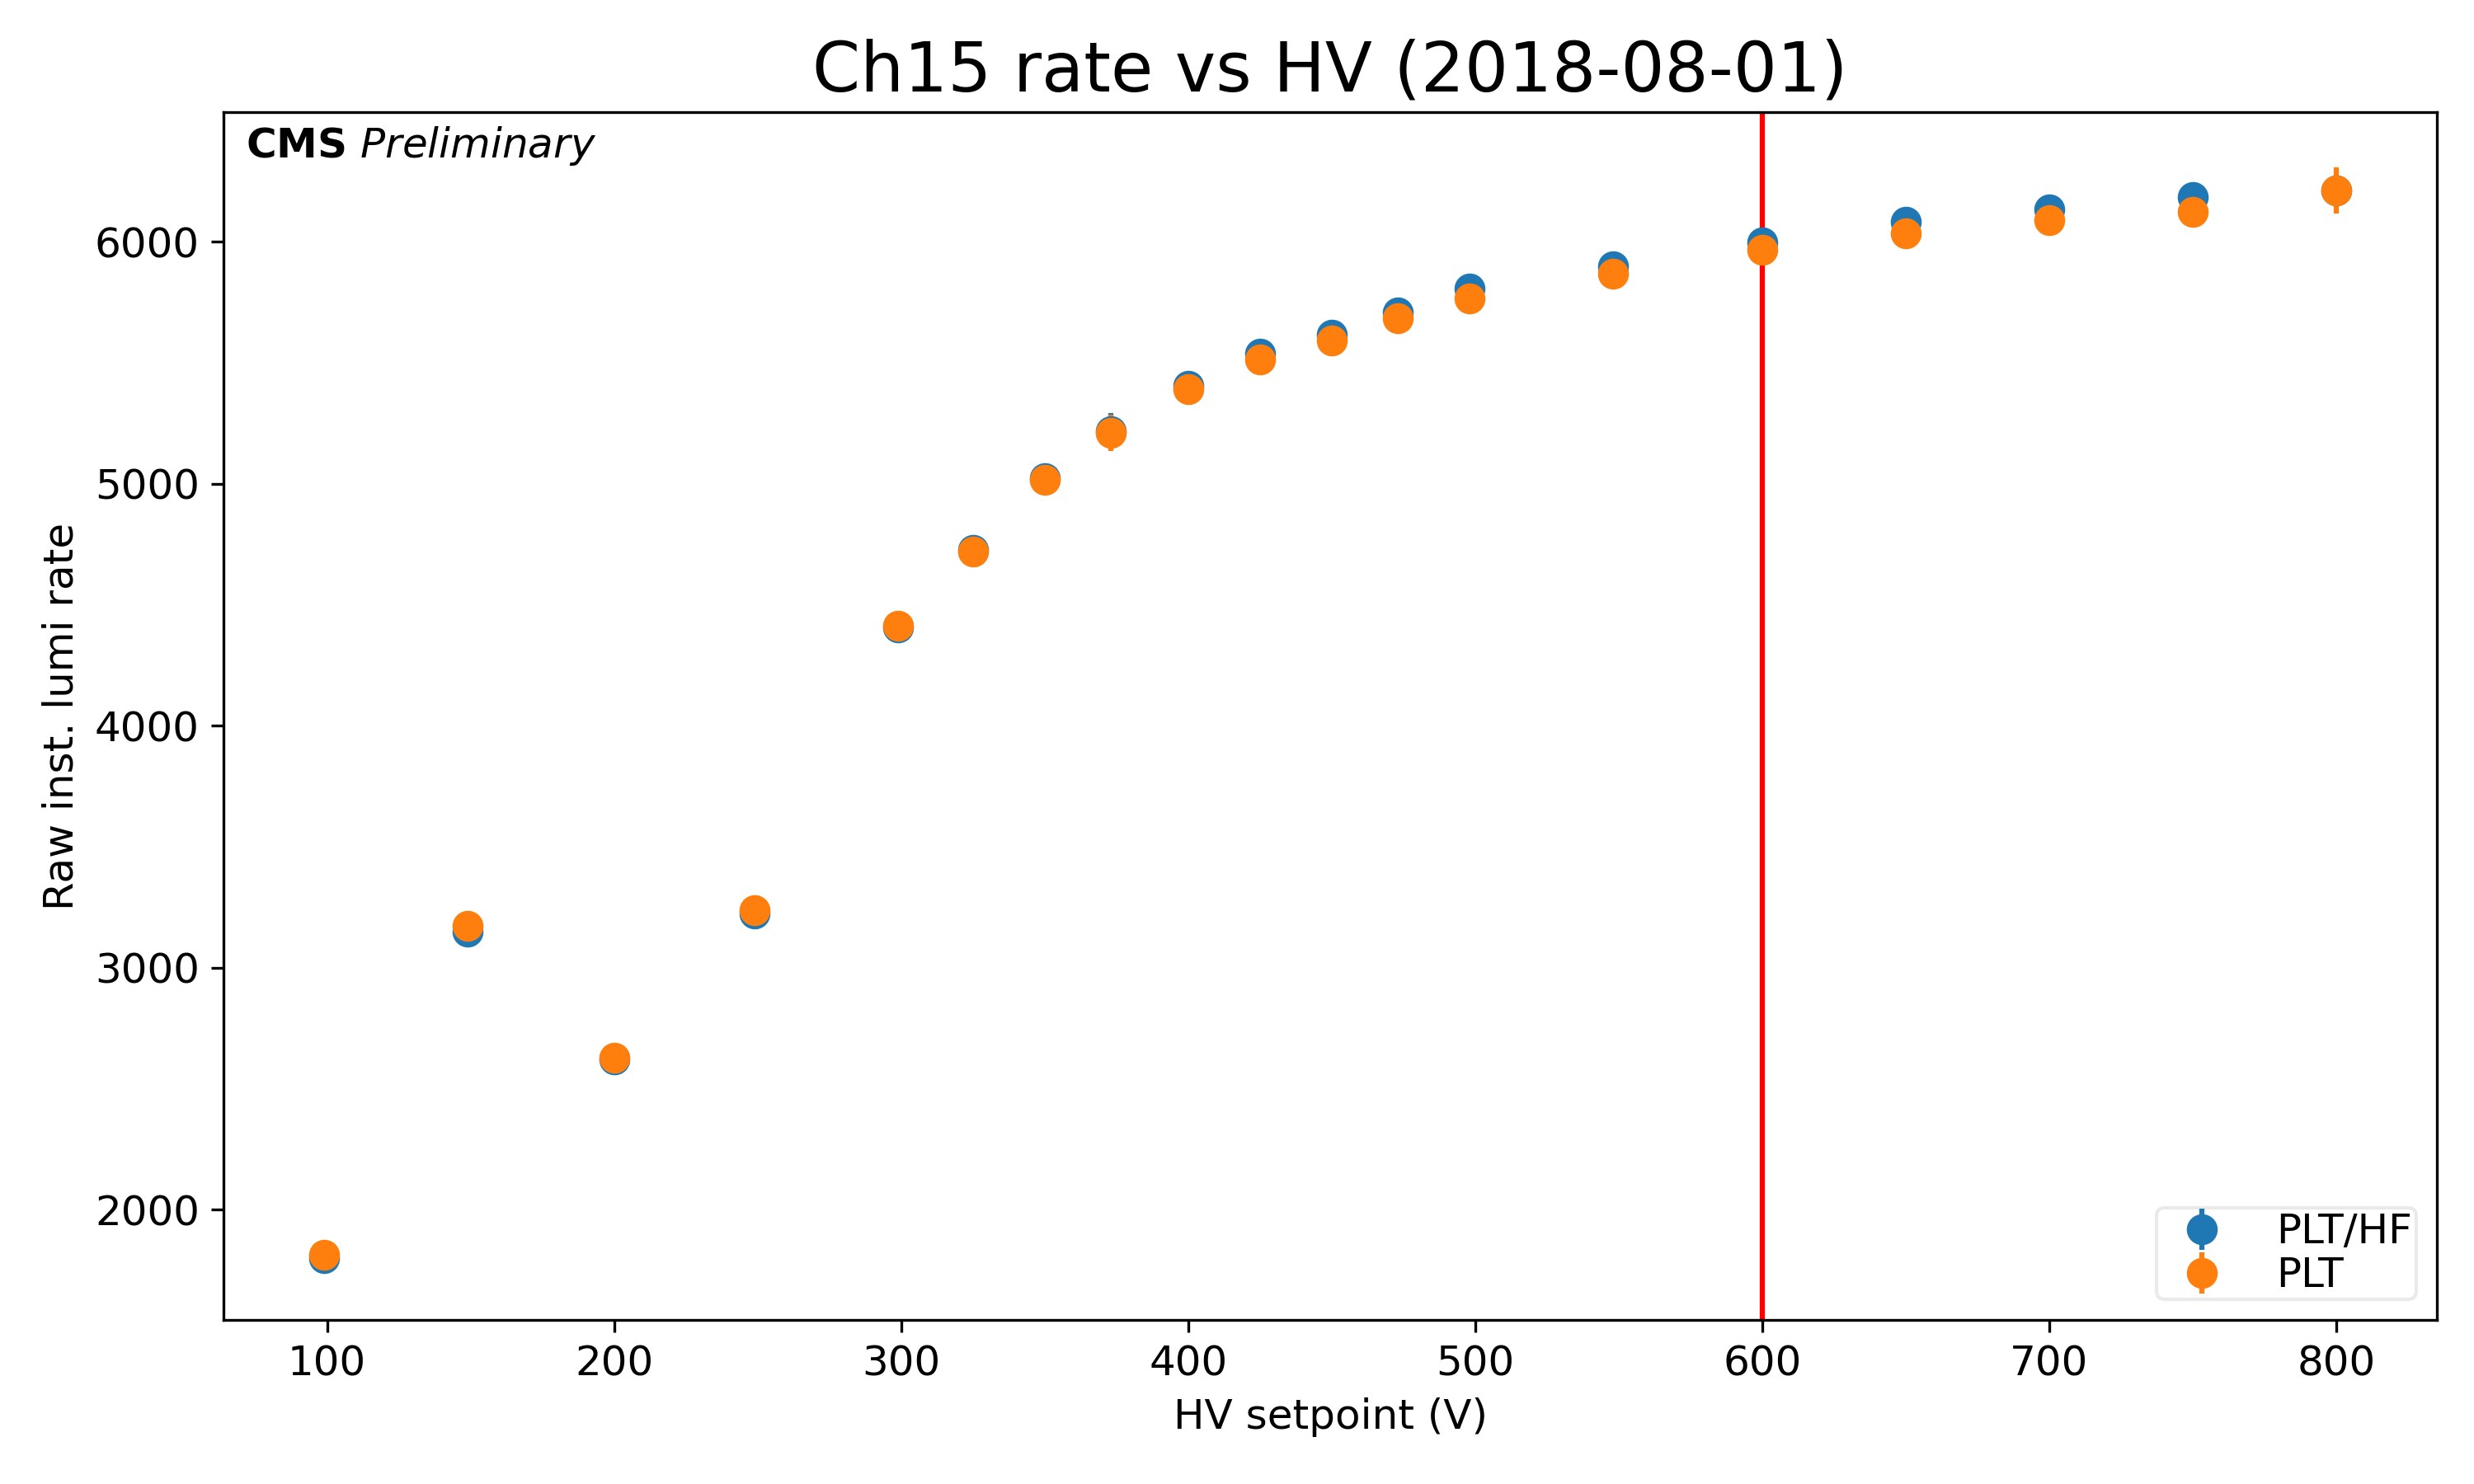 Ch15 rate vs HV (2018-08-01)
CMS Preliminary
6000
5000
4000
3000
2000
Raw inst. lumi rate
PLT/HF
PLT
100 200 300 400 500 600 700 800
HV setpoint (V)